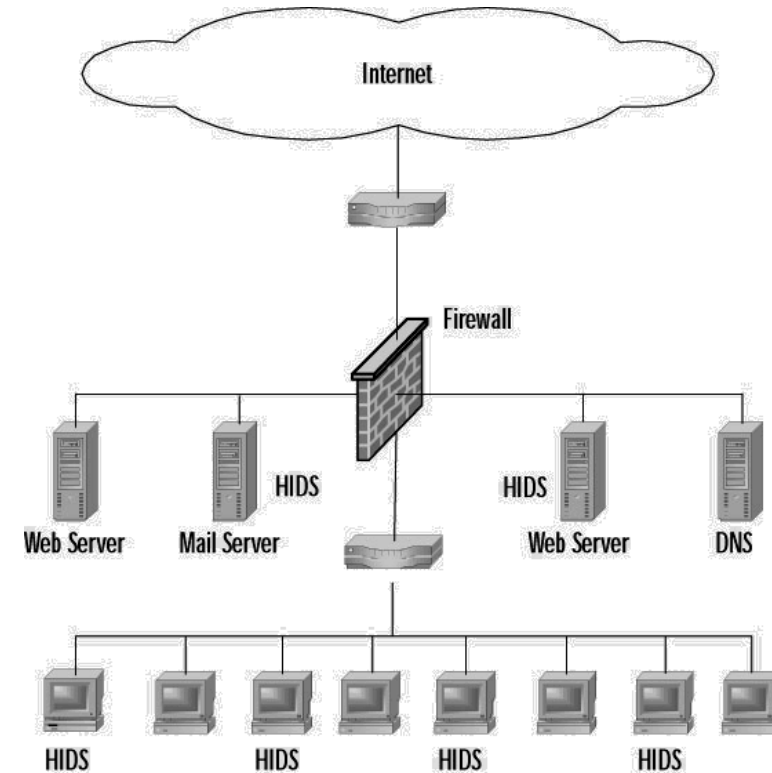 Internet
Firewall
HIDS
HIDS
Web Server
Mail Server
Web Server
DNS
HIDS
HIDS
HIDS
HIDS